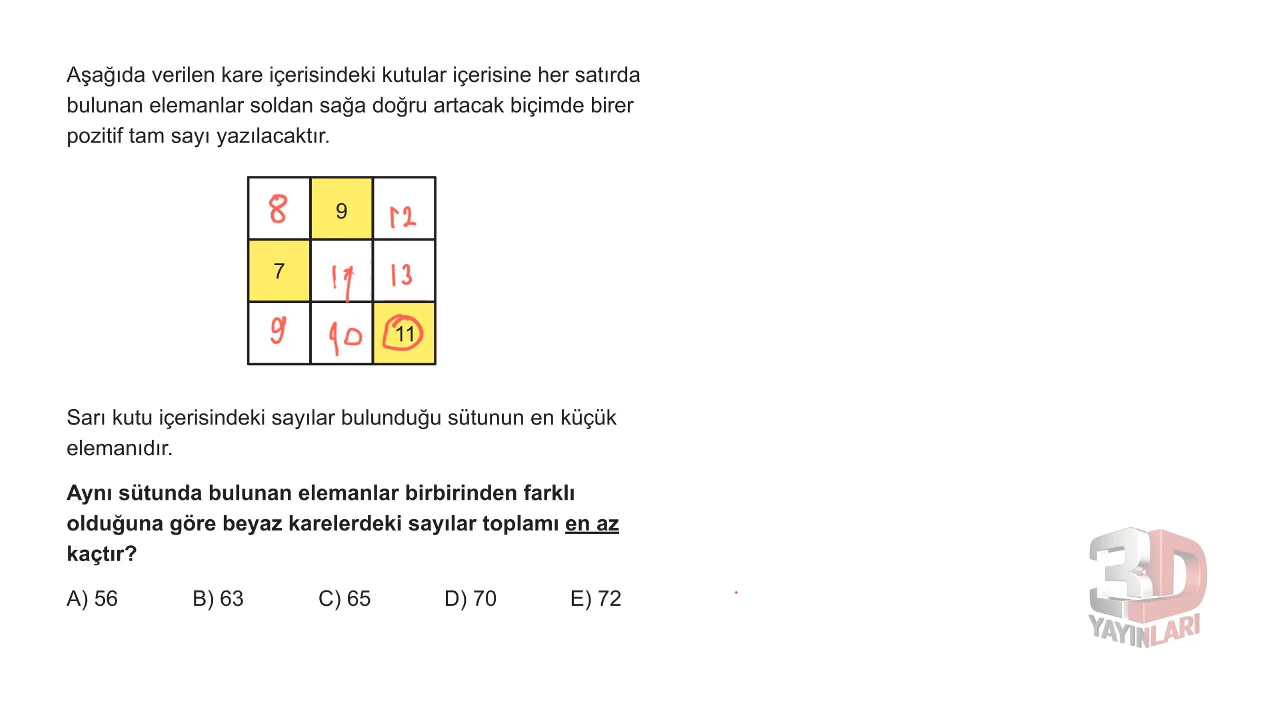 Aşağıda verilen kare içerisindeki kutular içerisine her satırda
bulunan elemanlar soldan sağa doğru artacak biçimde birer
pozitif tam sayı yazılacaktır.
8 9 12
7 11 13
9 10 11
Sarı kutu içerisindeki sayılar bulunduğu sütunun en küçük
elemanıdır.
Aynı sütunda bulunan elemanlar birbirinden farklı
olduğuna göre beyaz karelerdeki sayılar toplamı en az
kaçtır?
A) 56 B) 63 C) 65 D) 70 E) 72
3D
YAYINLARI